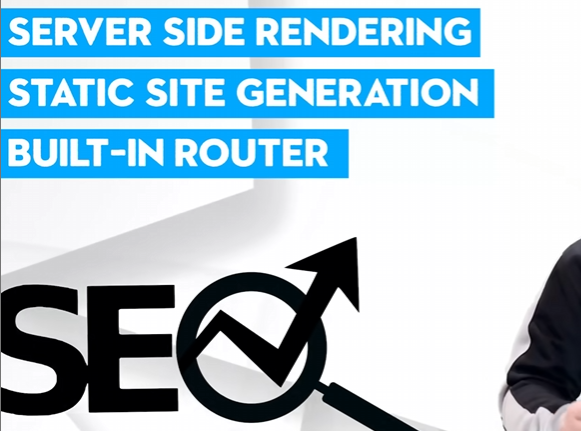 SERVER SIDE RENDERING
STATIC SITE GENERATION
BUILT-IN ROUTER
SEO